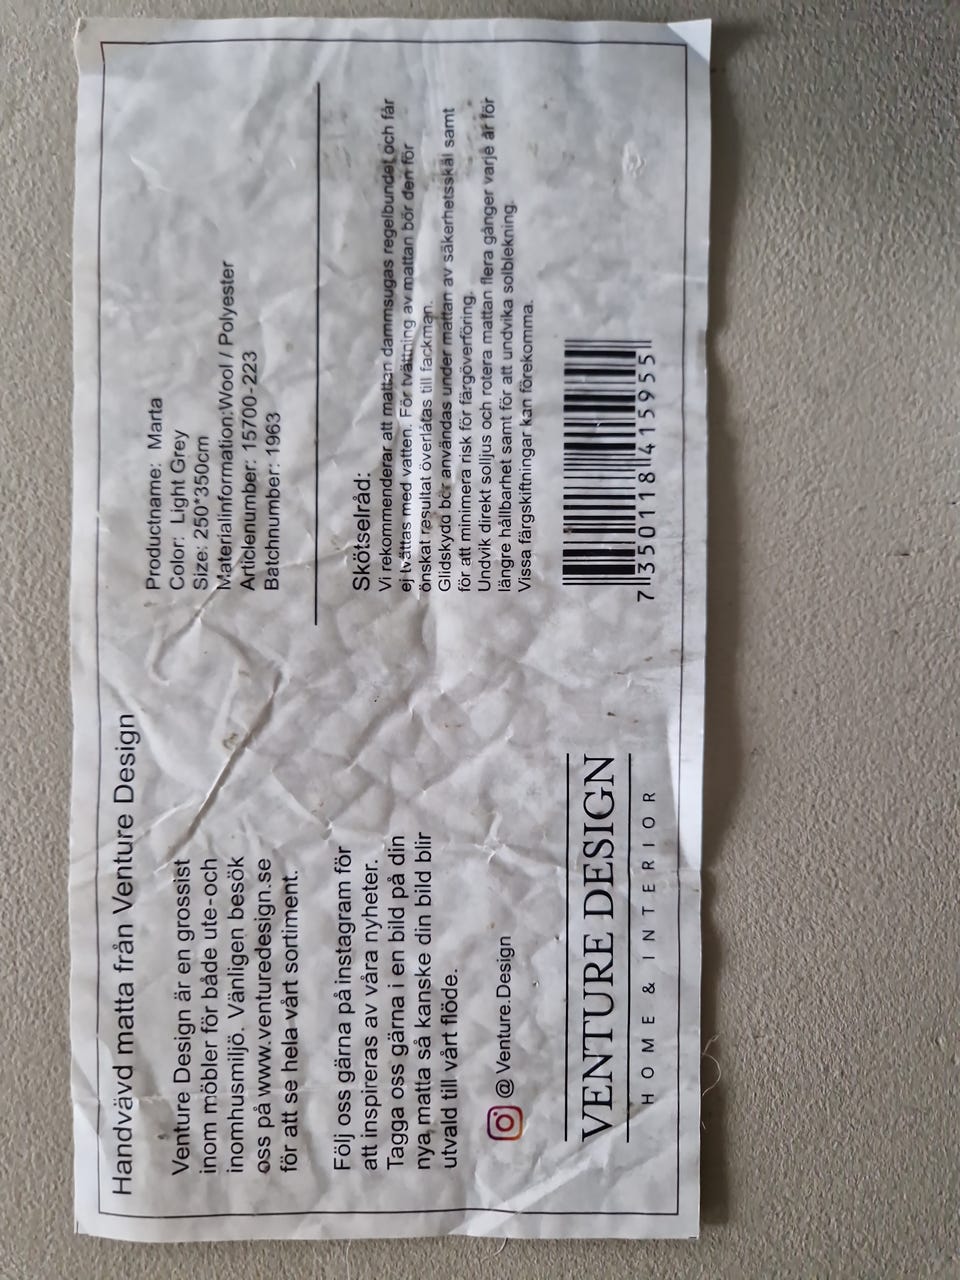 Handvävd matta från Venture Design
Venture Design är en grossist
inom möbler för både ute-och
inomhusmiljö. Vänligen besök
oss på www.venturedesign.se
för att se hela vårt sortiment.
Följ oss gärna på instagram för
att inspireras av våra nyheter.
Tagga oss gärna i en bild på din
nya matta så kanske din bild blir
utvald till vårt flöde.
@Venture.Design
VENTURE DESIGN
HOME & INTERIOR
Productname: Marta
Color: Light Grey
Size: 250*350cm
Materialinformation:Wool / Polyester
Articlenumber: 15700-223
Batchnumber: 1963
Skötselråd:
Vi rekommenderar att mattan dammsugas regelbundet och får
ej tvättas med vatten. För tvättning av mattan bör den för
önskat resultat överlåtas till fackman.
Glidskydd bör användas under mattan av säkerhetsskäl samt
för att minimera risk för färgöverföring.
Undvik direkt solljus och rotera mattan flera gånger varje år för
längre hållbarhet samt för att undvika solblekning.
Vissa färgskiftningar kan förekomma.
7 350118 415955